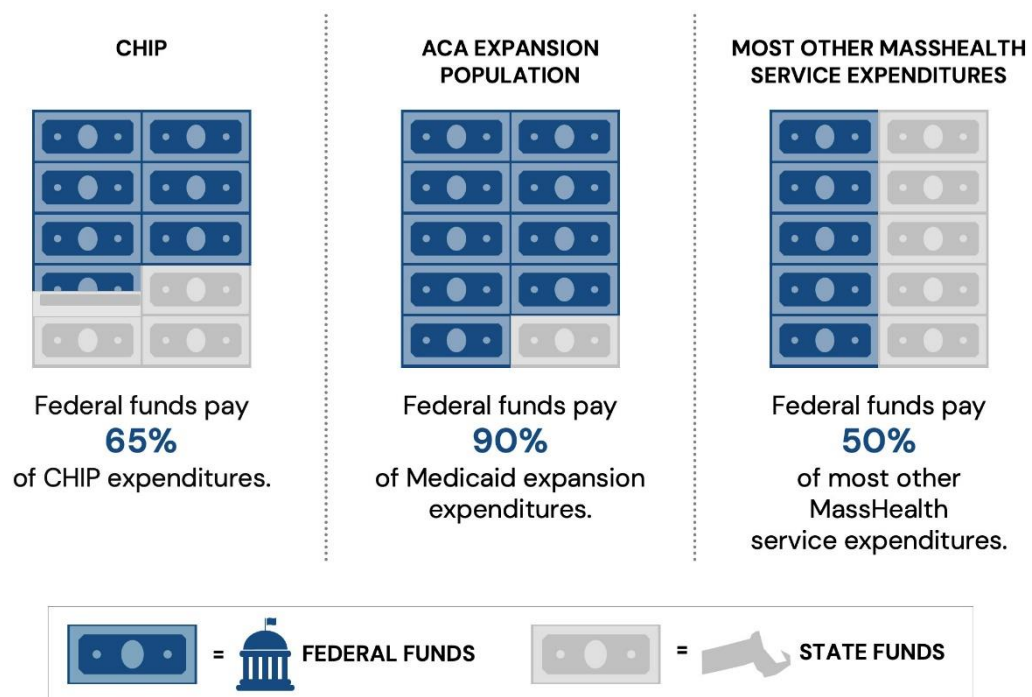 CHIP
Federal funds pay
65%
of CHIP expenditures.
ACA EXPANSION
POPULATION
Federal funds pay
90%
of Medicaid expansion
expenditures.
MOST OTHER MASSHEALTH
SERVICE EXPENDITURES
Federal funds pay
50%
of most other
MassHealth
service expenditures.
= FEDERAL FUNDS
= STATE FUNDS